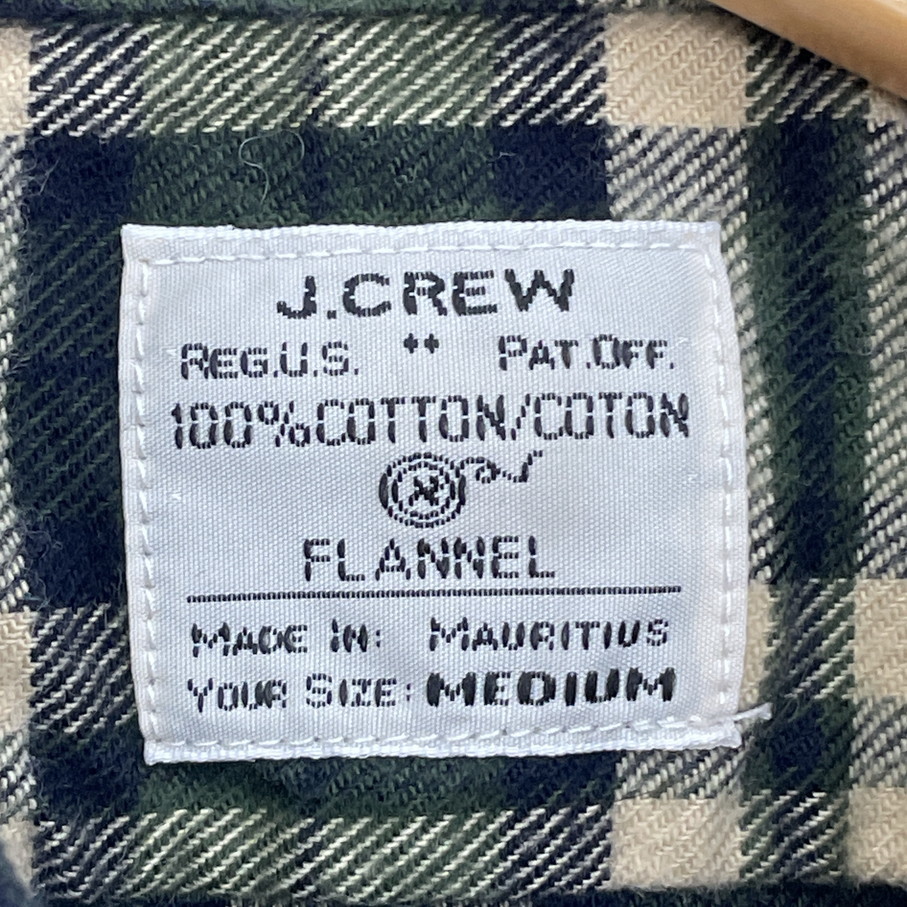 J.CREW
REG.U.S. PAT.OFF.
100%COTTON/COTON
FLANNEL
MADE IN: MAURITIUS
YOUR SIZE: MEDIUM